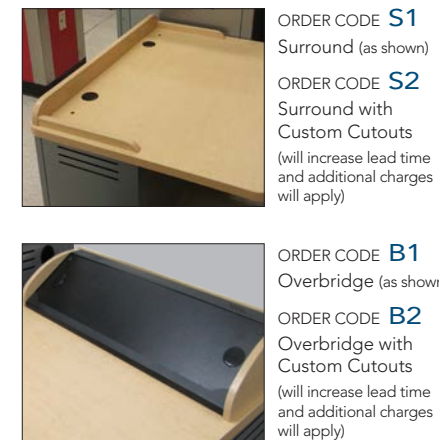 ORDER CODE S1
Surround (as shown)
ORDER CODE S2
Surround with
Custom Cutouts
(will increase lead time
and additional charges
will apply)
ORDER CODE B1
Overbridge (as shown
ORDER CODE B2
Overbridge with
Custom Cutouts
(will increase lead time
and additional charges
will apply)